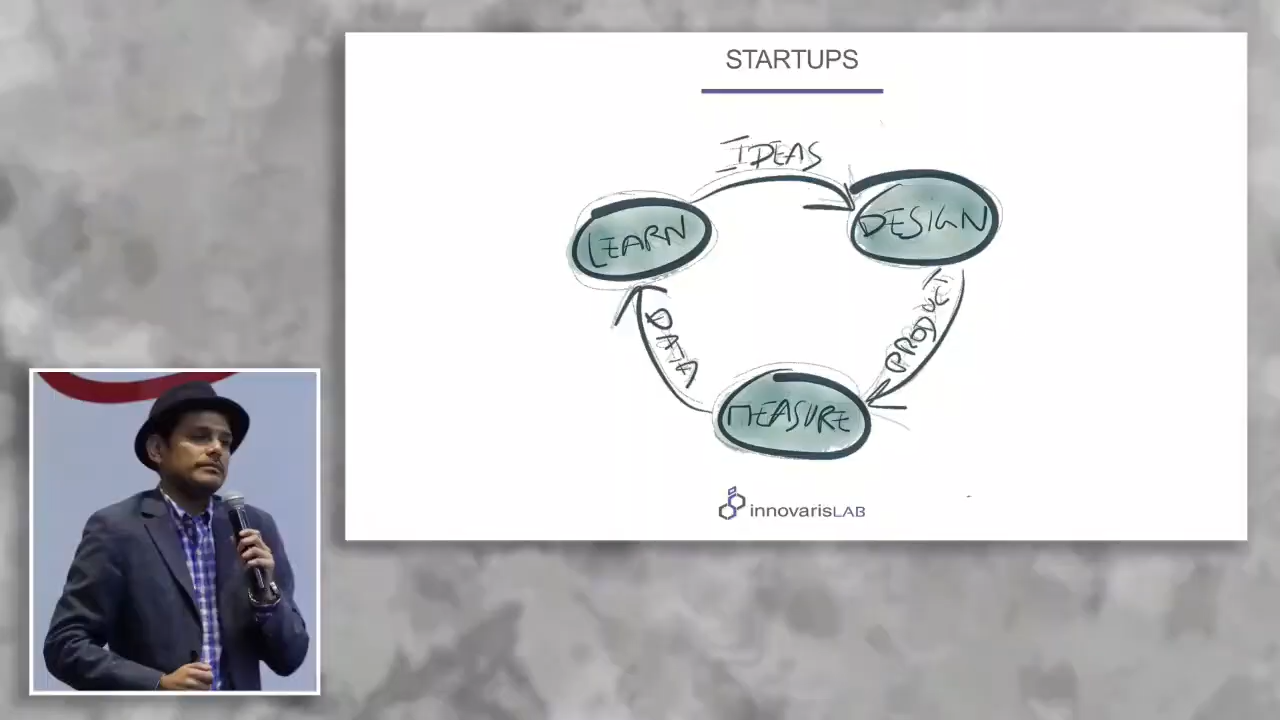 STARTUPS
IDEAS
LEARN
DESIGN
DATA
PRODUCT
MEASURE
innovarisLAB